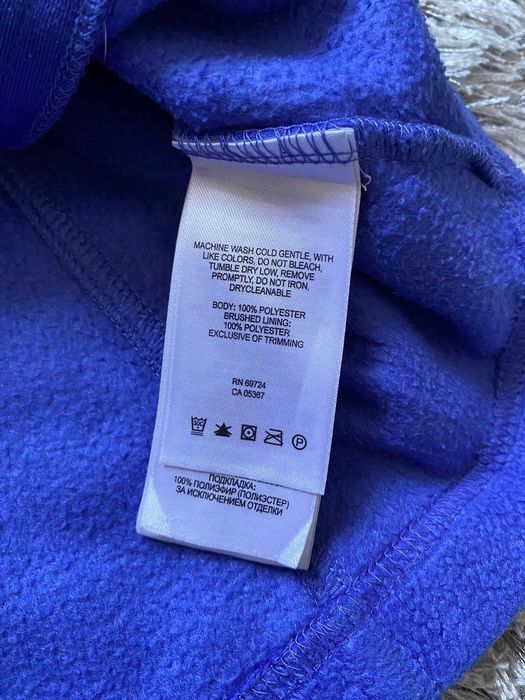 MACHINE WASH COLD GENTLE, WITH
LIKE COLORS, DO NOT BLEACH,
TUMBLE DRY LOW, REMOVE
PROMPTLY, DO NOT IRON,
DRYCLEANABLE
BODY: 100% POLYESTER
BRUSHED LINING:
100% POLYESTER
EXCLUSIVE OF TRIMMING
RN 69724
CA 05367
30C
P
ПОДКЛАДКА:
100% ПОЛИЭФИР (ПОЛИЭСТЕР)
ЗА ИСКЛЮЧЕНИЕМ ОТДЕЛКИ